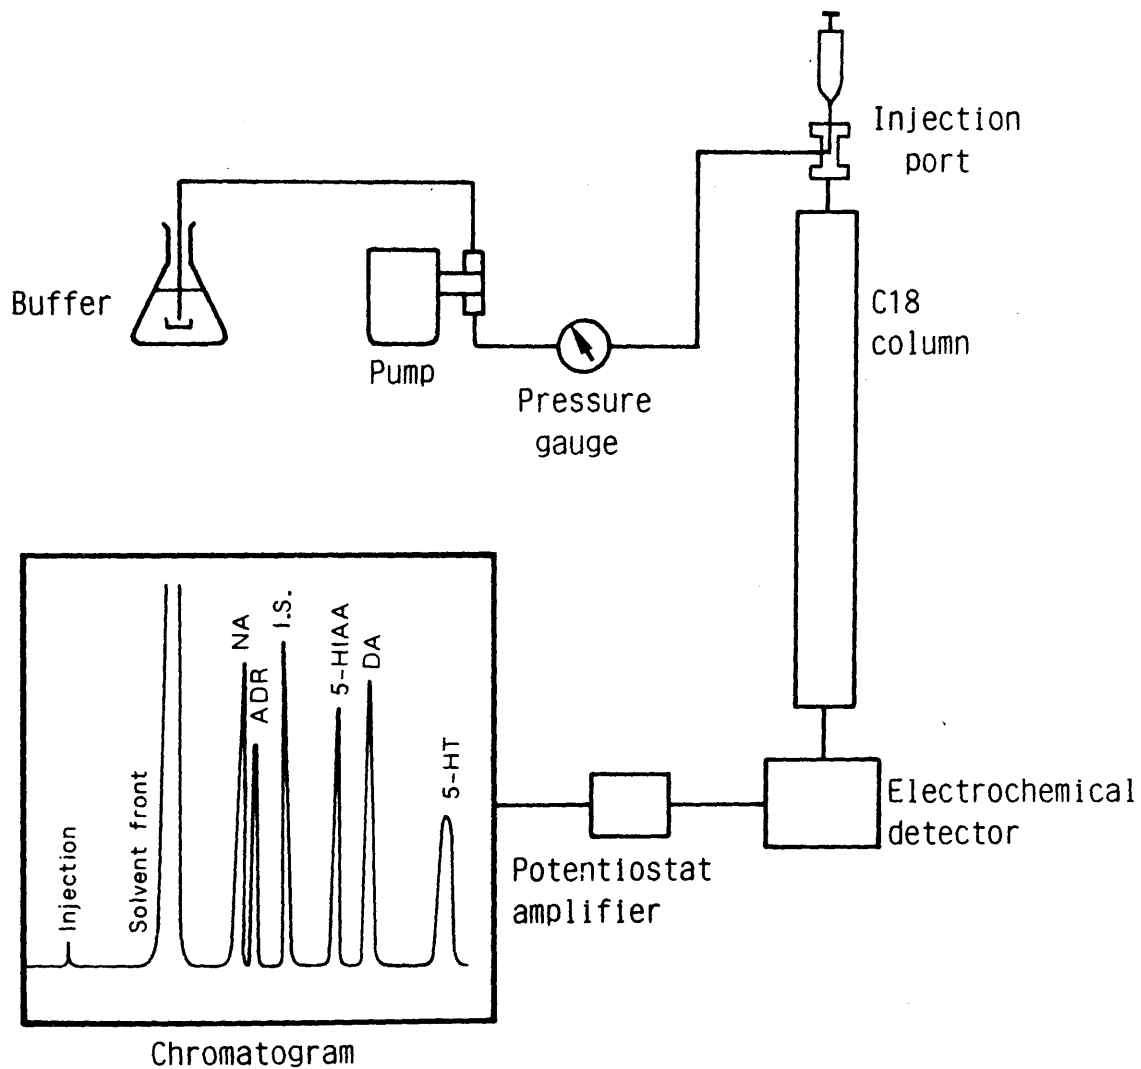 Injection
port
Buffer
C18
column
Pump
Pressure
gauge
Injection
Solvent front
NA
ADR
I.S.
5-HIAA
DA
5-HT
Electrochemical
detector
Potentiostat
amplifier
Chromatogram